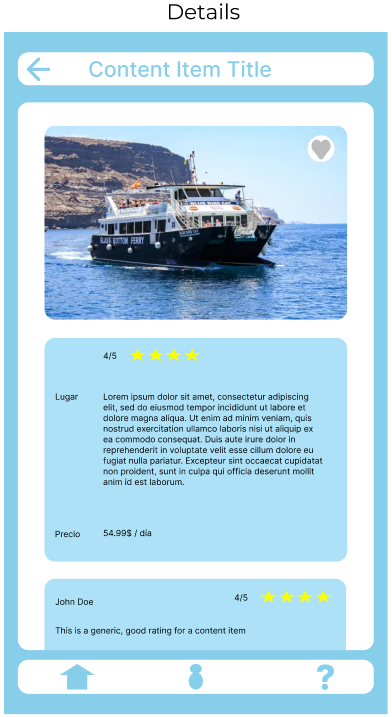 Details
Content Item Title
BLUE BIRD CAT
GLASS BOTTOM FERRY
4/5
Lugar
Lorem ipsum dolor sit amet, consectetur adipiscing
elit, sed do eiusmod tempor incididunt ut labore et
dolore magna aliqua. Ut enim ad minim veniam, quis
nostrud exercitation ullamco laboris nisi ut aliquip ex
ea commodo consequat. Duis aute irure dolor in
reprehenderit in voluptate velit esse cillum dolore eu
fugiat nulla pariatur. Excepteur sint occaecat cupidatat
non proident, sunt in culpa qui officia deserunt mollit
anim id est laborum.
Precio
54.99$ / día
John Doe
4/5
This is a generic, good rating for a content item
?